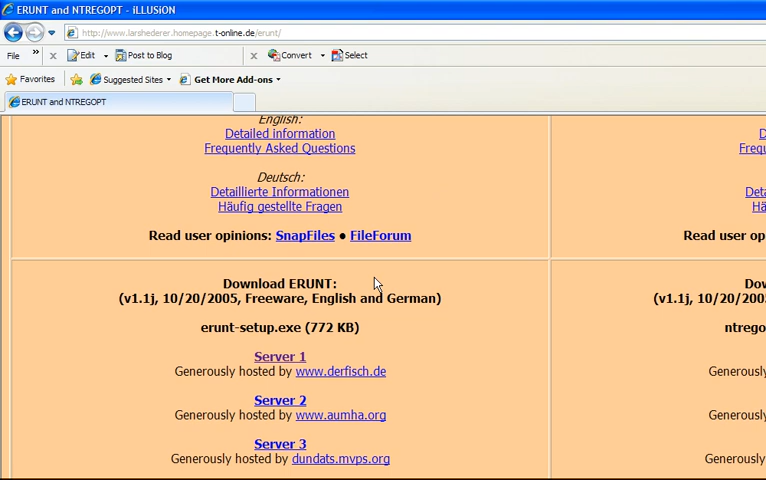 ERUNT and NTREGOPT - iLLUSiON
http://www.larshederer.homepage.t-online.de/erunt/
File » x Edit Post to Blog x Convert Select
Favorites Suggested Sites Get More Add-ons
ERUNT and NTREGOPT
English:
Detailed information
Frequently Asked Questions
Deutsch:
Detaillierte Informationen
Häufig gestellte Fragen
Read user opinions: SnapFiles ● FileForum
Download ERUNT:
(v1.1j, 10/20/2005, Freeware, English and German)
erunt-setup.exe (772 KB)
Server 1
Generously hosted by www.derfisch.de
Server 2
Generously hosted by www.aumha.org
Server 3
Generously hosted by dundats.mvps.org
D
Freq
Deta
Hä
Read user op
Dow
(v1.1j, 10/20/200
ntrego
Generously
Generously
Generously